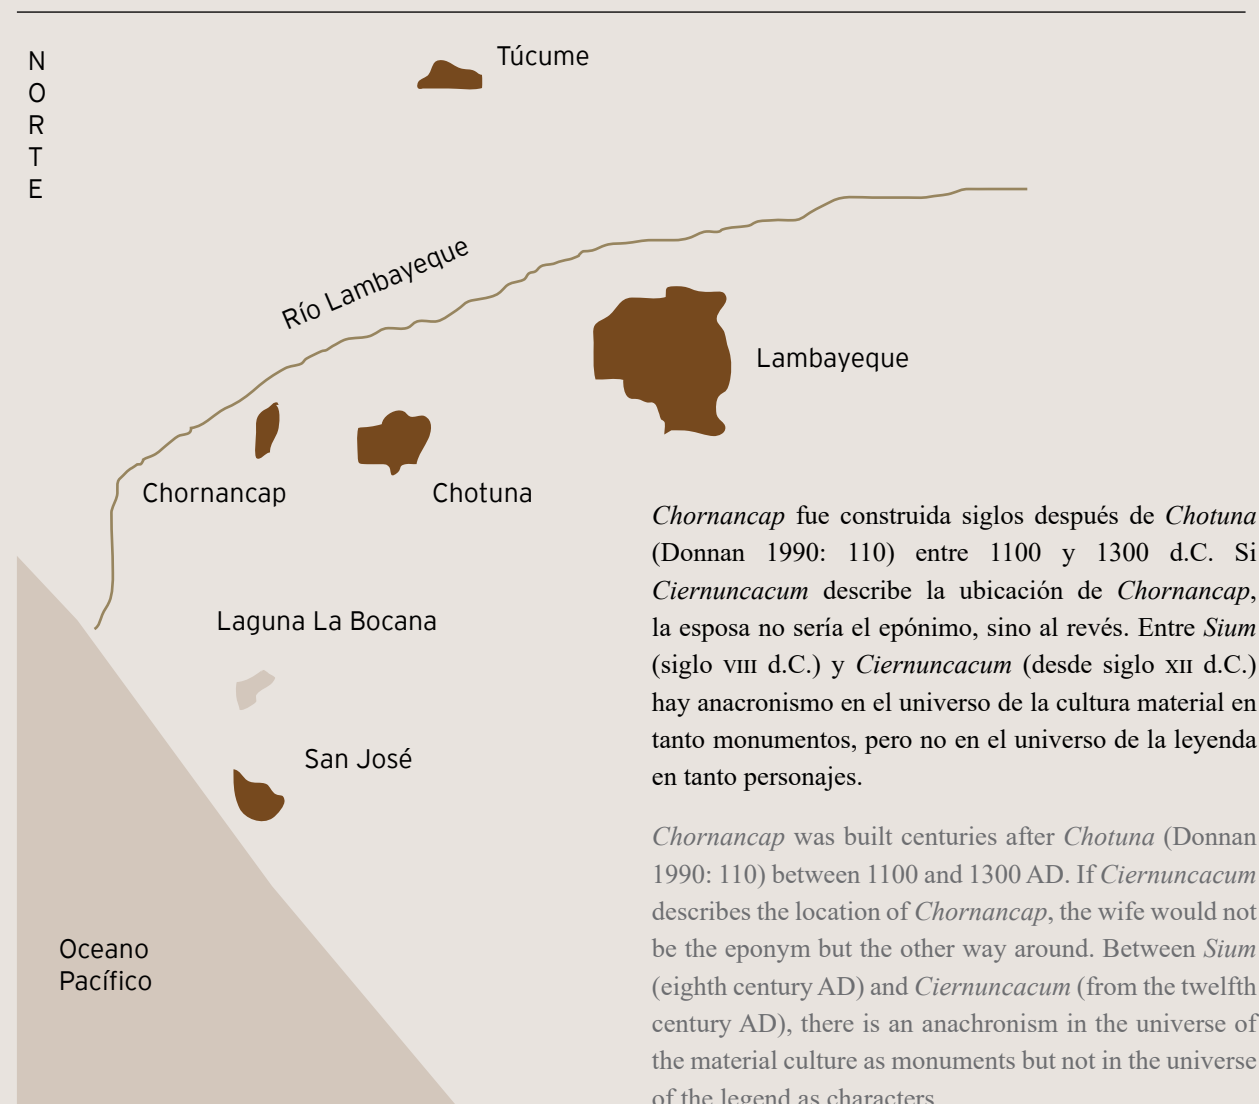 NORTE
Túcume
Río Lambayeque
Lambayeque
Chornancap
Chotuna
Laguna La Bocana
San José
Oceano
Pacífico
Chornancap fue construida siglos después de Chotuna
(Donnan 1990: 110) entre 1100 y 1300 d.C. Si
Ciernuncacum describe la ubicación de Chornancap,
la esposa no sería el epónimo, sino al revés. Entre Sium
(siglo VIII d.C.) y Ciernuncacum (desde siglo XII d.C.)
hay anacronismo en el universo de la cultura material en
tanto monumentos, pero no en el universo de la leyenda
en tanto personajes.
Chornancap was built centuries after Chotuna (Donnan
1990: 110) between 1100 and 1300 AD. If Ciernuncacum
describes the location of Chornancap, the wife would not
be the eponym but the other way around. Between Sium
(eighth century AD) and Ciernuncacum (from the twelfth
century AD), there is an anachronism in the universe of
the material culture as monuments but not in the universe
of the legend as characters.